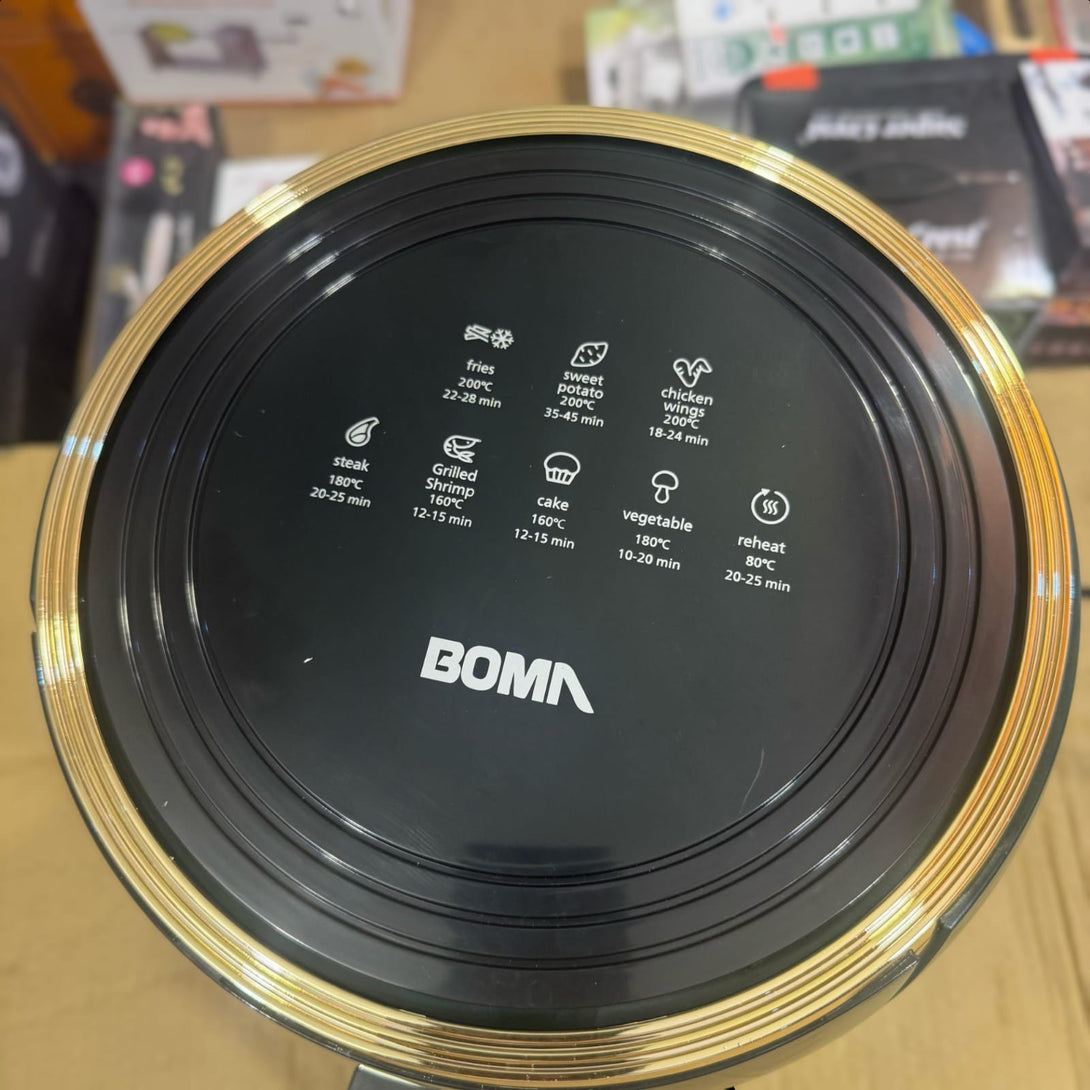 fries
200℃
22-28 min
sweet
potato
200℃
35-45 min
chicken
wings
200℃
18-24 min
steak
180℃
20-25 min
Grilled
Shrimp
160℃
12-15 min
cake
160℃
12-15 min
vegetable
180℃
10-20 min
reheat
80℃
20-25 min
BOMA